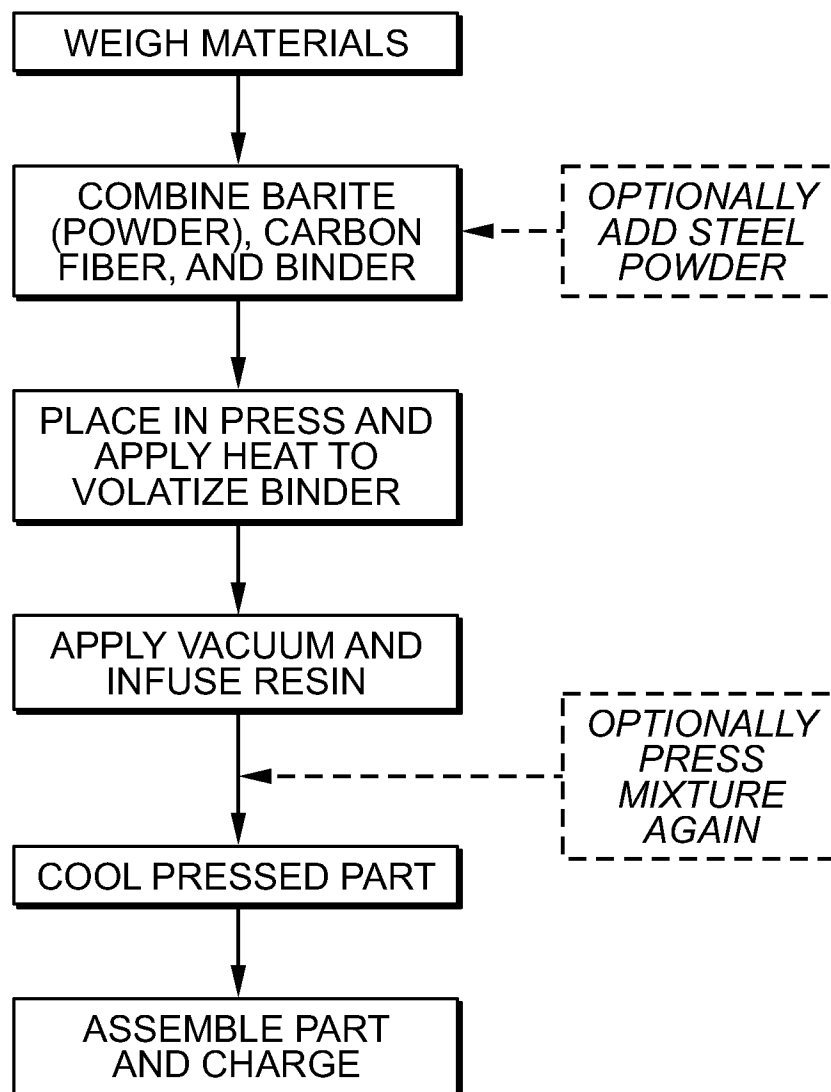 WEIGH MATERIALS
COMBINE BARITE
(POWDER), CARBON
FIBER, AND BINDER
OPTIONALLY
ADD STEEL
POWDER
PLACE IN PRESS AND
APPLY HEAT TO
VOLATIZE BINDER
APPLY VACUUM AND
INFUSE RESIN
OPTIONALLY
PRESS
MIXTURE
AGAIN
COOL PRESSED PART
ASSEMBLE PART
AND CHARGE